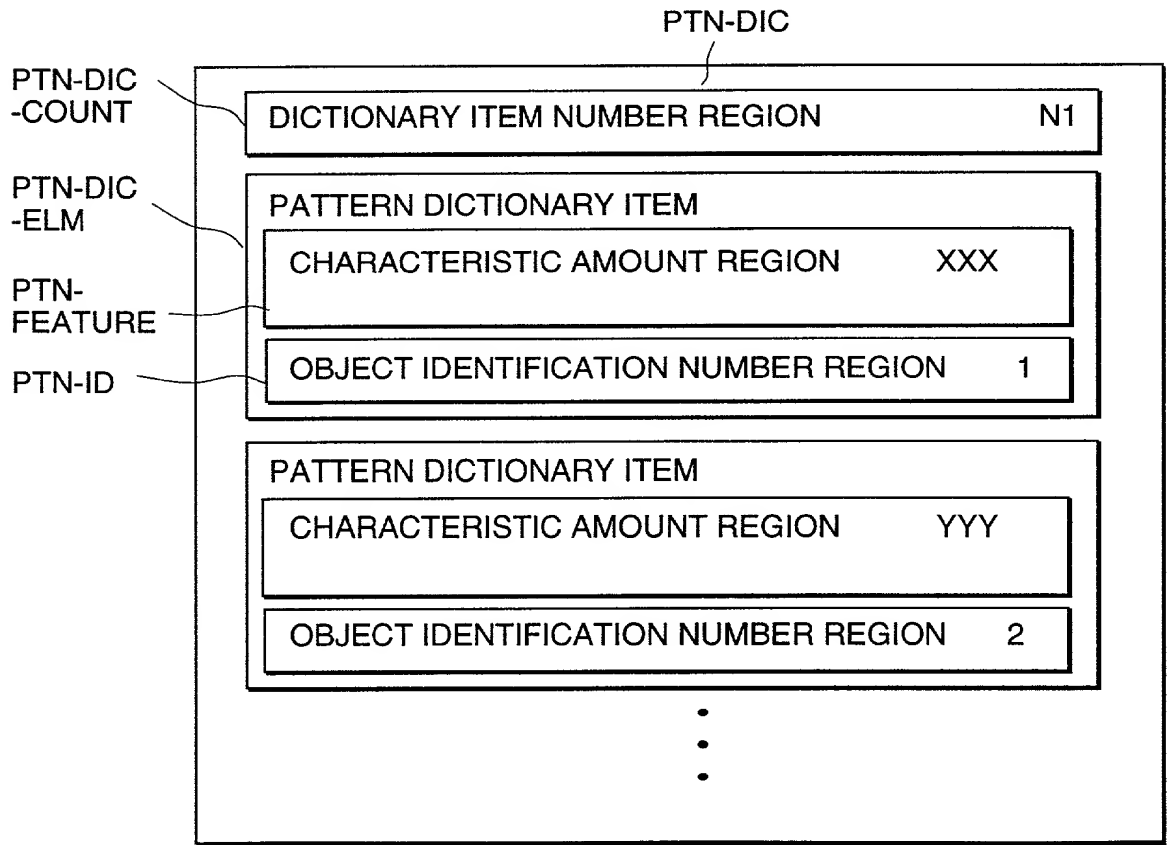 PTN-DIC
PTN-DIC
-COUNT
DICTIONARY ITEM NUMBER REGION N1
PTN-DIC
-ELM
PATTERN DICTIONARY ITEM
CHARACTERISTIC AMOUNT REGION XXX
PTN-
FEATURE
OBJECT IDENTIFICATION NUMBER REGION 1
PTN-ID
PATTERN DICTIONARY ITEM
CHARACTERISTIC AMOUNT REGION YYY
OBJECT IDENTIFICATION NUMBER REGION 2